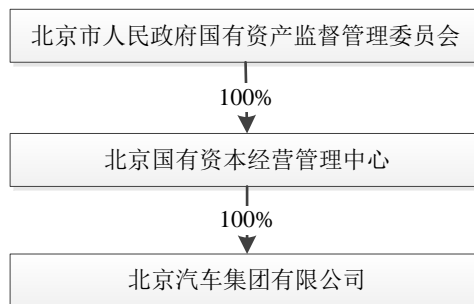 北京市人民政府国有资产监督管理委员会
100%
北京国有资本经营管理中心
100%
北京汽车集团有限公司